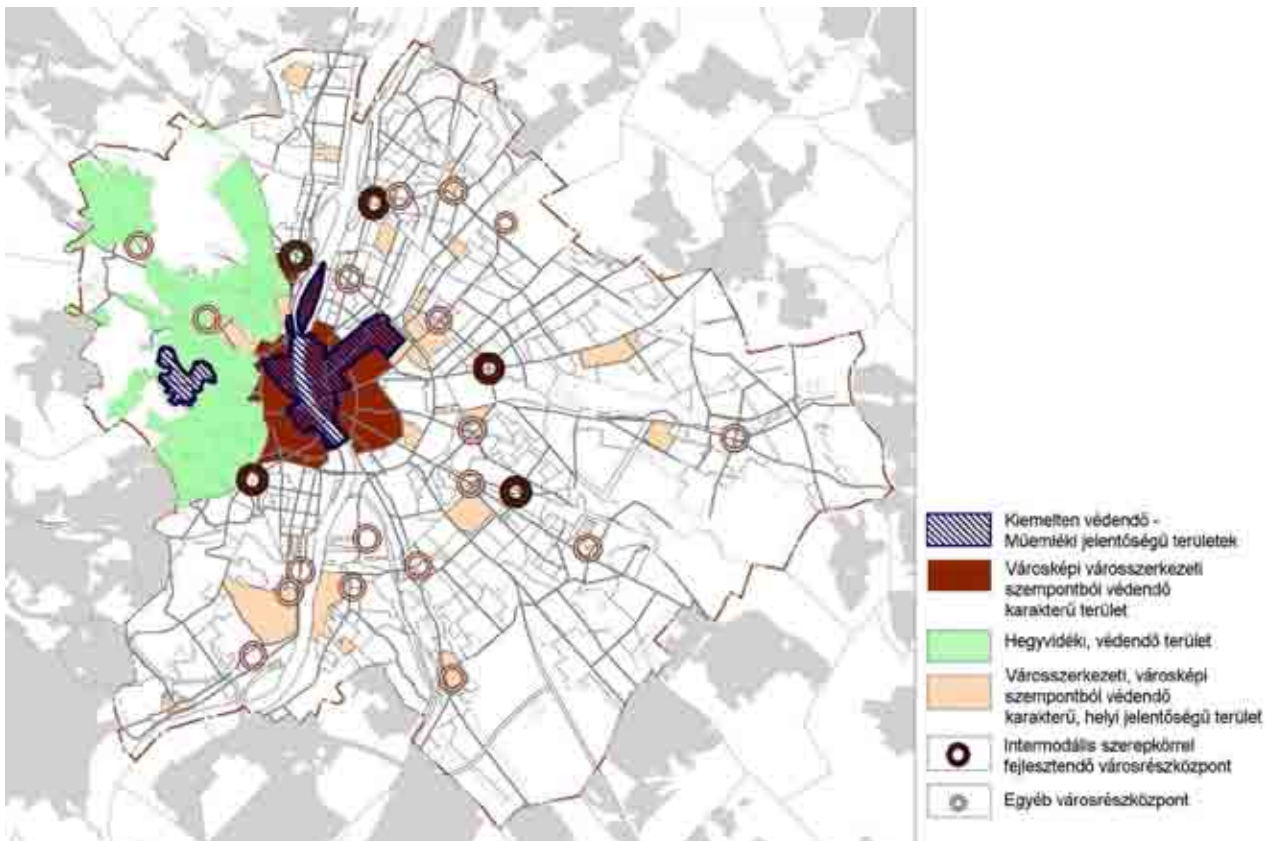 Kiemelten védendő -
Műemléki jelentőségű területek
Városképi városszerkezeti
szempontból védendő
karakterű terület
Hegyvidéki, védendő terület
Városszerkezeti, városképi
szempontból védendő
karakterű, helyi jelentőségű terület
Intermodális szerepkörrel
fejlesztendő városrészközpont
Egyéb városrészközpont